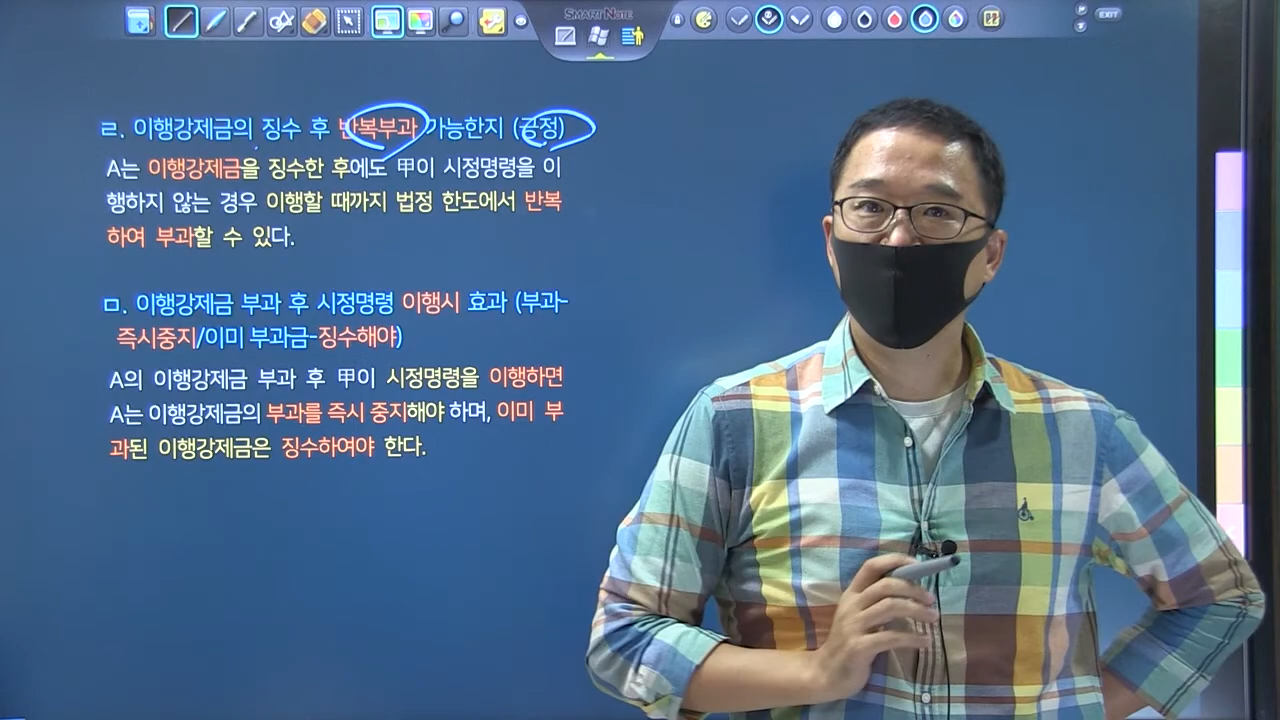 SMART NOTE
EXIT
ㄹ. 이행강제금의 징수 후 반복부과 가능한지 (긍정)
A는 이행강제금을 징수한 후에도 甲이 시정명령을 이
행하지 않는 경우 이행할 때까지 법정 한도에서 반복
하여 부과할 수 있다.
ㅁ. 이행강제금 부과 후 시정명령 이행시 효과 (부과-
즉시중지/이미 부과금-징수해야)
A의 이행강제금 부과 후 甲이 시정명령을 이행하면
A는 이행강제금의 부과를 즉시 중지해야 하며, 이미 부
과된 이행강제금은 징수하여야 한다.